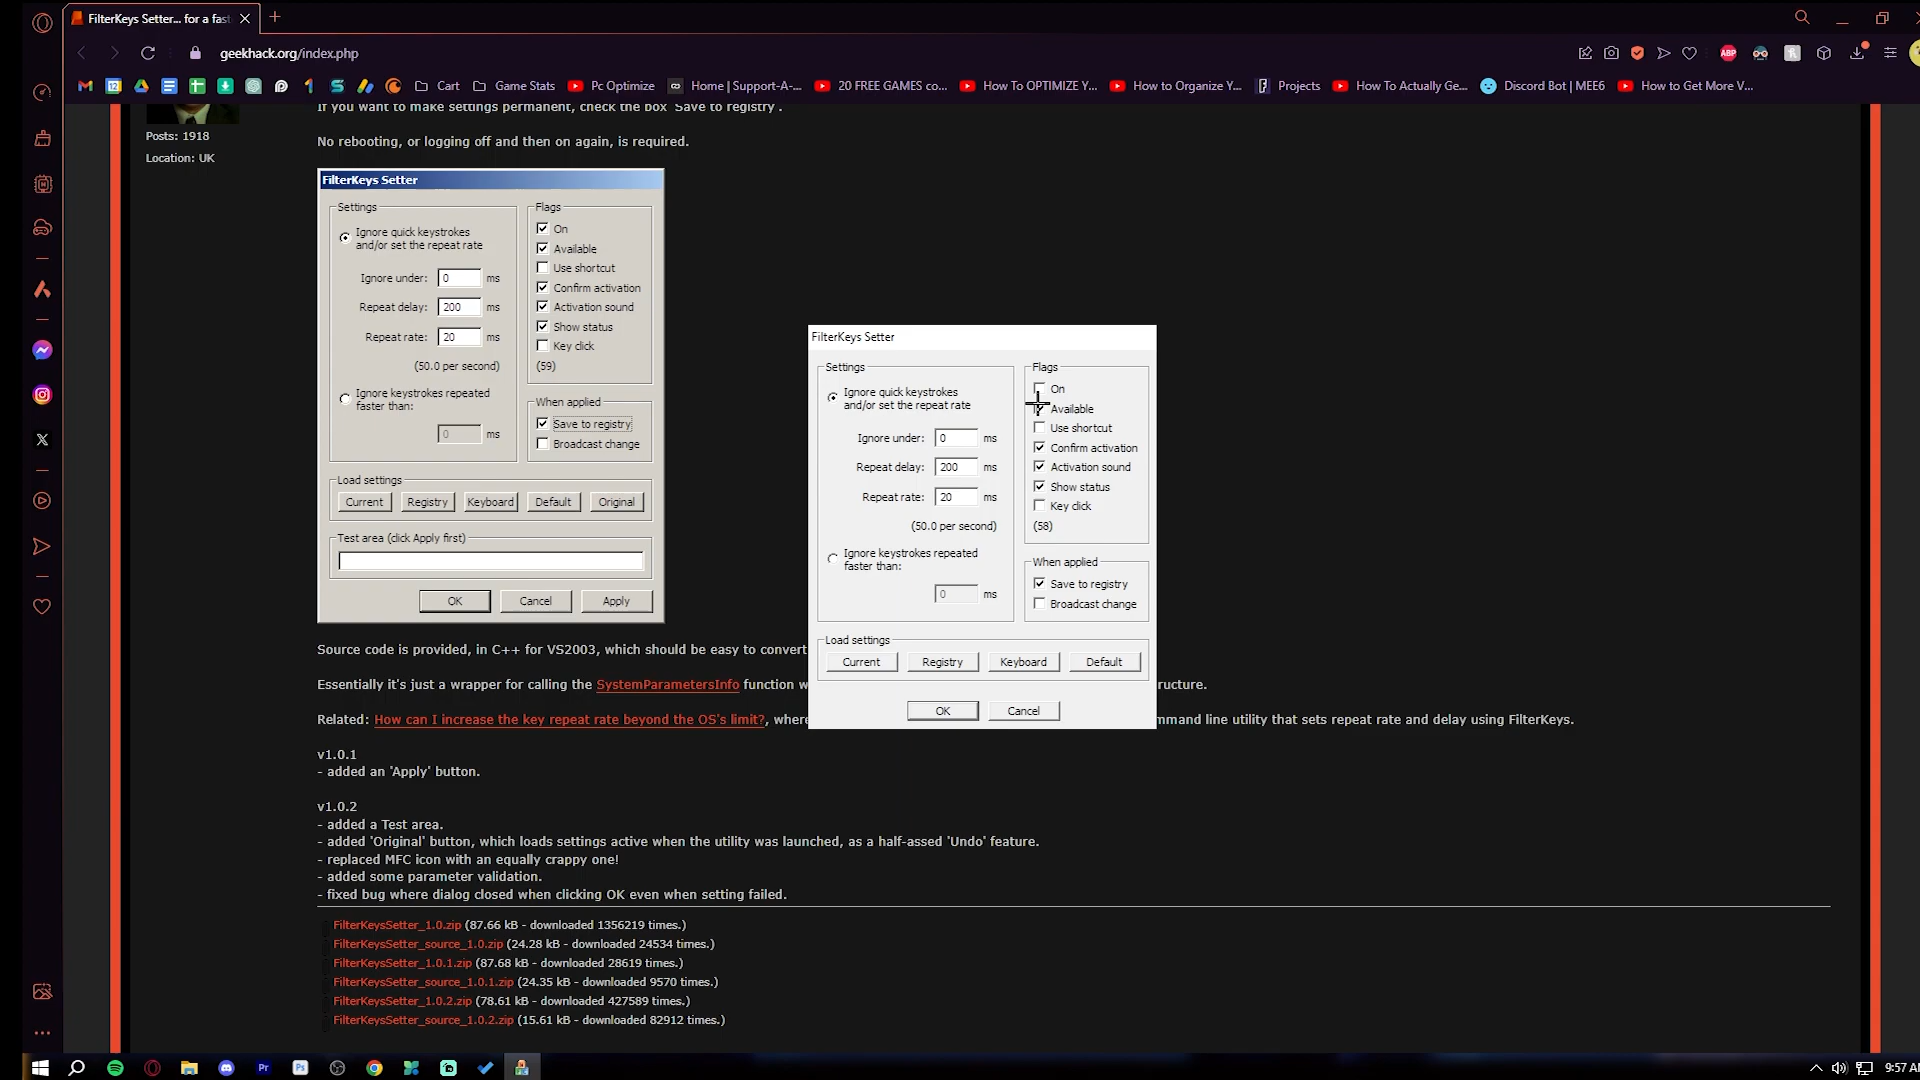 FilterKeys Setter... for a fas
geekhack.org/index.php
ABP
12 Cart Game Stats Pc Optimize Home | Support-A-... 20 FREE GAMES co... How To OPTIMIZE Y... How to Organize Y... Projects How To Actually Ge... Discord Bot | MEE6 How to Get More V...
If you want to make settings permanent, check the box 'Save to registry'.
Posts: 1918
No rebooting, or logging off and then on again, is required.
Location: UK
FilterKeys Setter
Settings
Ignore quick keystrokes
and/or set the repeat rate
Ignore under: 0 ms
Repeat delay: 200 ms
Repeat rate: 20 ms
(50.0 per second)
Ignore keystrokes repeated
faster than:
0 ms
Flags
On
Available
Use shortcut
Confirm activation
Activation sound
Show status
Key click
(59)
When applied
Save to registry
Broadcast change
Load settings
Current Registry Keyboard Default Original
Test area (click Apply first)
OK Cancel Apply
FilterKeys Setter
Settings
Ignore quick keystrokes
and/or set the repeat rate
Ignore under: 0 ms
Repeat delay: 200 ms
Repeat rate: 20 ms
(50.0 per second)
Ignore keystrokes repeated
faster than:
0 ms
Flags
On
Available
Use shortcut
Confirm activation
Activation sound
Show status
Key click
(58)
When applied
Save to registry
Broadcast change
Load settings
Current Registry Keyboard Default
OK Cancel
Source code is provided, in C++ for VS2003, which should be easy to convert
Essentially it's just a wrapper for calling the SystemParametersInfo function w ructure.
Related: How can I increase the key repeat rate beyond the OS's limit?, where mmand line utility that sets repeat rate and delay using FilterKeys.
v1.0.1
- added an 'Apply' button.
v1.0.2
- added a Test area.
- added 'Original' button, which loads settings active when the utility was launched, as a half-assed 'Undo' feature.
- replaced MFC icon with an equally crappy one!
- added some parameter validation.
- fixed bug where dialog closed when clicking OK even when setting failed.
FilterKeysSetter_1.0.zip (87.66 kB - downloaded 1356219 times.)
FilterKeysSetter_source_1.0.zip (24.28 kB - downloaded 24534 times.)
FilterKeysSetter_1.0.1.zip (87.68 kB - downloaded 28619 times.)
FilterKeysSetter_source_1.0.1.zip (24.35 kB - downloaded 9570 times.)
FilterKeysSetter_1.0.2.zip (78.61 kB - downloaded 427589 times.)
FilterKeysSetter_source_1.0.2.zip (15.61 kB - downloaded 82912 times.)
Pr Ps 9:57 A